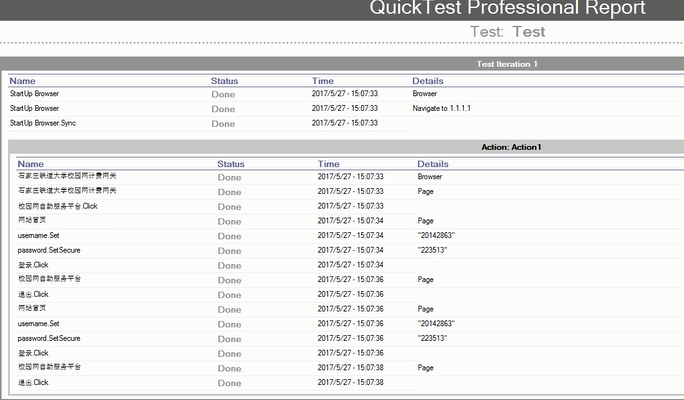 QuickTest Professional Report
Test: Test
Test Iteration 1
Name Status Time Details
StartUp Browser Done 2017/5/27 - 15:07:33 Browser
StartUp Browser Done 2017/5/27 - 15:07:33 Navigate to 1.1.1.1
StartUp Browser.Sync Done 2017/5/27 - 15:07:33
Action: Action1
Name Status Time Details
石家庄铁道大学校园网计费网关 Done 2017/5/27 - 15:07:33 Browser
石家庄铁道大学校园网计费网关 Done 2017/5/27 - 15:07:33 Page
校园网自助服务平台.Click Done 2017/5/27 - 15:07:33
网站首页 Done 2017/5/27 - 15:07:34 Page
username.Set Done 2017/5/27 - 15:07:34 "20142863"
password.SetSecure Done 2017/5/27 - 15:07:34 "223513"
登录.Click Done 2017/5/27 - 15:07:34
校园网自助服务平台 Done 2017/5/27 - 15:07:36 Page
退出.Click Done 2017/5/27 - 15:07:36
网站首页 Done 2017/5/27 - 15:07:36 Page
username.Set Done 2017/5/27 - 15:07:36 "20142863"
password.SetSecure Done 2017/5/27 - 15:07:36 "223513"
登录.Click Done 2017/5/27 - 15:07:36
校园网自助服务平台 Done 2017/5/27 - 15:07:38 Page
退出.Click Done 2017/5/27 - 15:07:38